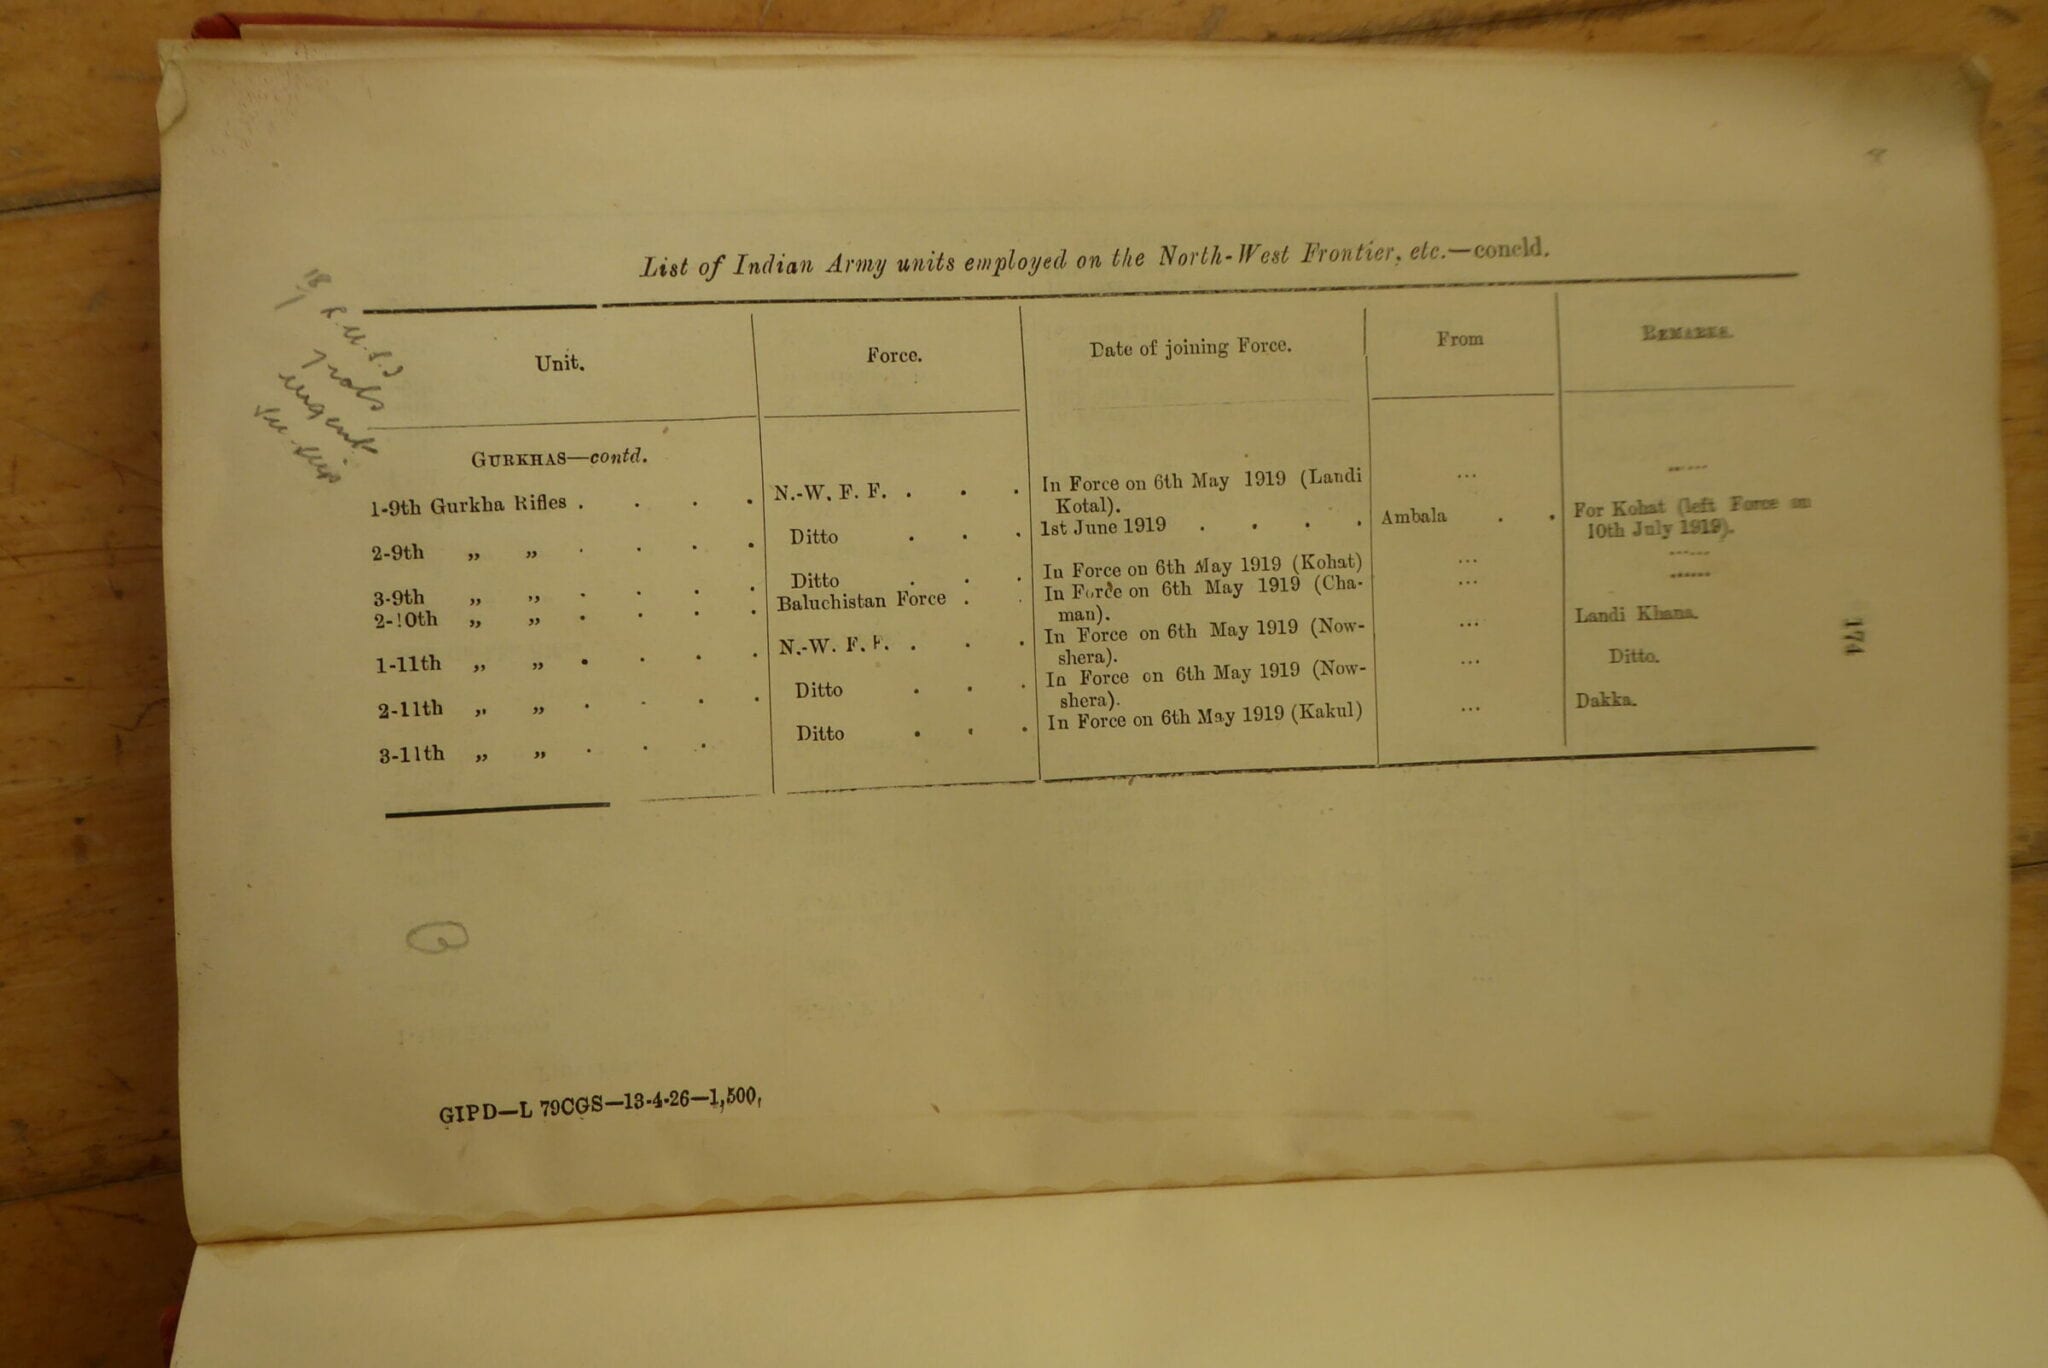 List of Indian Army units employed on the North-West Frontier, etc.—concld.
Unit. Force. Date of joining Force. From REMARKS.
GURKHAS—contd.
1-9th Gurkha Rifles . . . . N.-W. F. F. . . . In Force on 6th May 1919 (Landi ... ......
Kotal).
2-9th „ „ . . . . Ditto . . . 1st June 1919 . . . . Ambala . . For Kohat (left Force on
10th July 1919).
3-9th „ „ . . . . Ditto . . . In Force on 6th May 1919 (Kohat) ... ......
2-10th „ „ . . . . Baluchistan Force . . In Force on 6th May 1919 (Cha- ... ......
man).
1-11th „ „ . . . . N.-W. F. F. . . . In Force on 6th May 1919 (Now- ... Landi Khana.
shera).
2-11th „ „ . . . . Ditto . . . In Force on 6th May 1919 (Now- ... Ditto.
shera).
3-11th „ „ . . . Ditto . . . In Force on 6th May 1919 (Kakul) ... Dakka.
174
GIPD—L 79CGS—13-4-26—1,500.